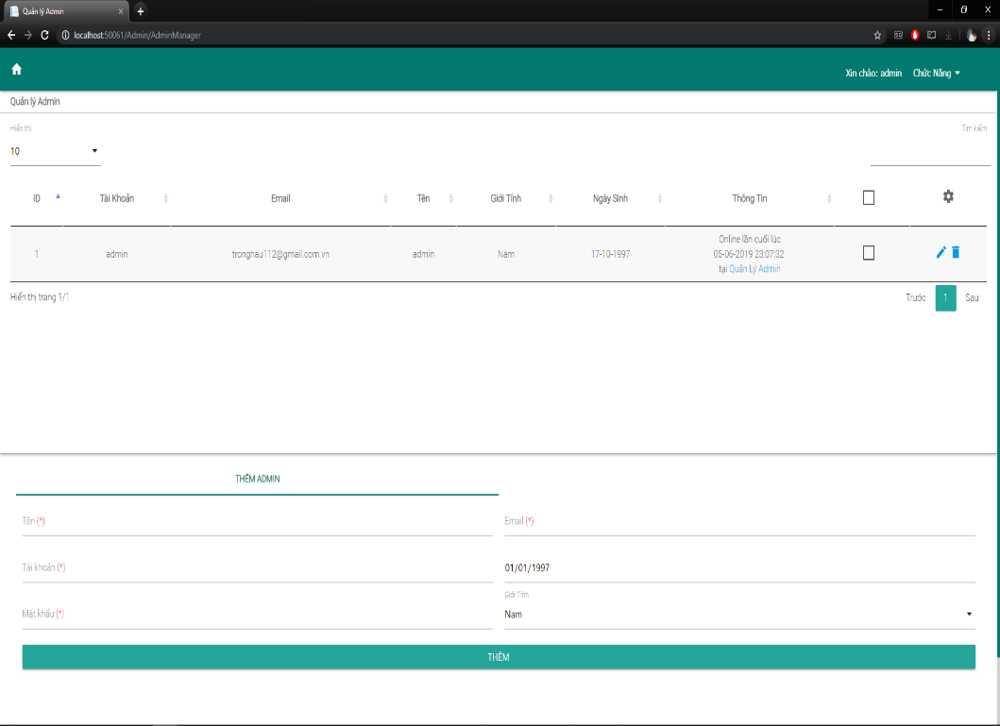 Quản lý Admin
localhost:50061/Admin/AdminManager
Xin chào: admin Chức Năng
Quản lý Admin
Hiển thị Tìm kiếm
10
ID Tài Khoản Email Tên Giới Tính Ngày Sinh Thông Tin
1 admin tronghau112@gmail.com.vn admin Nam 17-10-1997 Online lần cuối lúc
05-06-2019 23:07:32
tại Quản Lý Admin
Hiển thị trang 1/1 Trước 1 Sau
THÊM ADMIN
Tên (*) Email (*)
Tài khoản (*) 01/01/1997
Giới Tính
Mật khẩu (*) Nam
THÊM